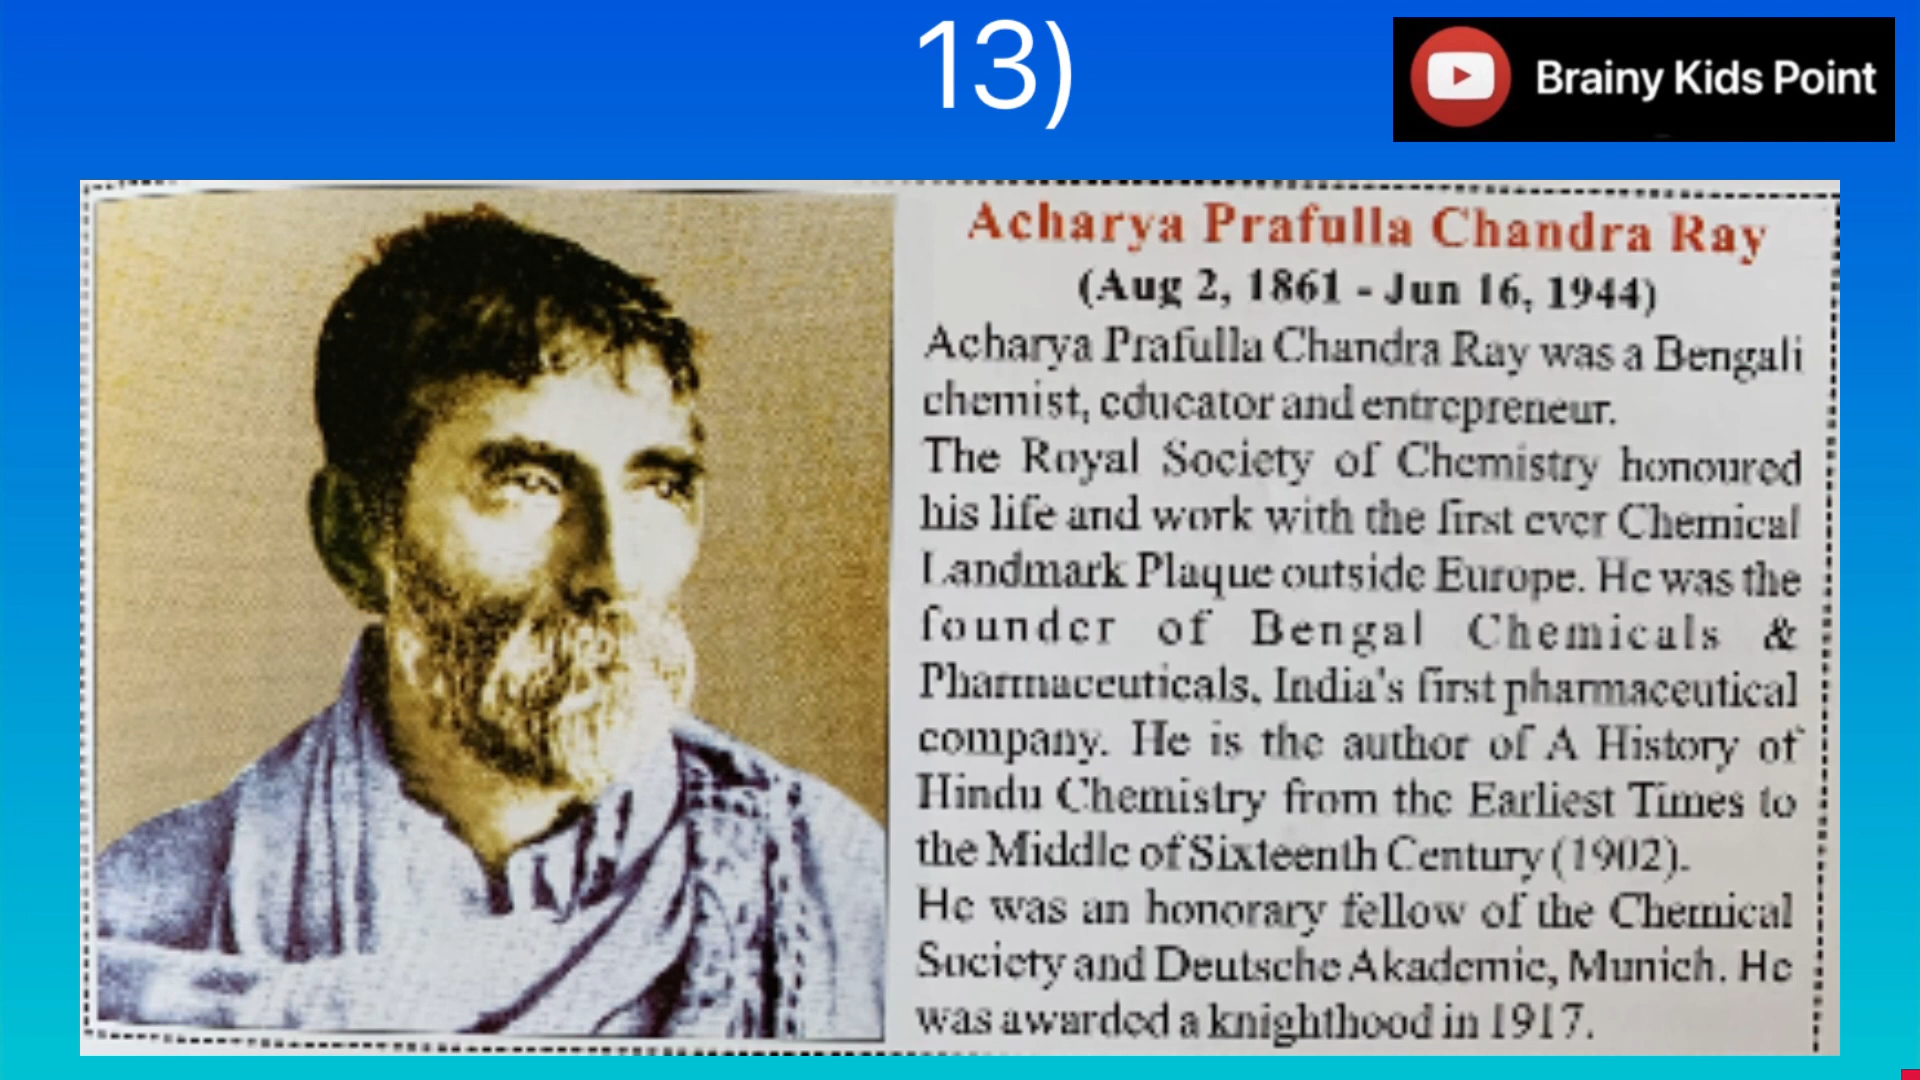 13)
Brainy Kids Point
Acharya Prafulla Chandra Ray
(Aug 2, 1861 - Jun 16, 1944)
Acharya Prafulla Chandra Ray was a Bengali
chemist, educator and entrepreneur.
The Royal Society of Chemistry honoured
his life and work with the first ever Chemical
Landmark Plaque outside Europe. He was the
founder of Bengal Chemicals &
Pharmaceuticals, India's first pharmaceutical
company. He is the author of A History of
Hindu Chemistry from the Earliest Times to
the Middle of Sixteenth Century (1902).
He was an honorary fellow of the Chemical
Society and Deutsche Akademie, Munich. He
was awarded a knighthood in 1917.